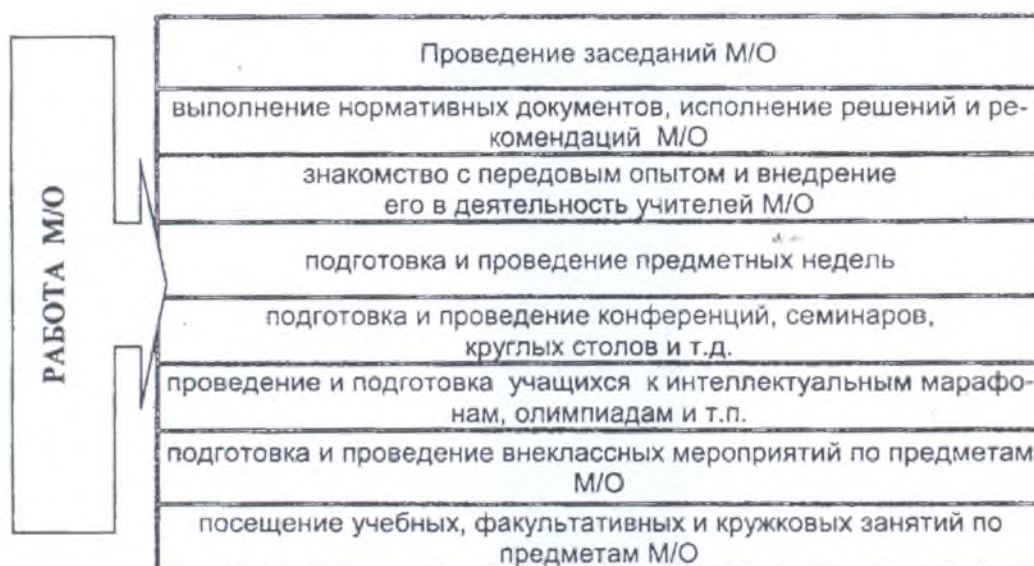 РАБОТА М/О
Проведение заседаний М/О
выполнение нормативных документов, исполнение решений и ре-
комендаций М/О
знакомство с передовым опытом и внедрение
его в деятельность учителей М/О
подготовка и проведение предметных недель
подготовка и проведение конференций, семинаров,
круглых столов и т.д.
проведение и подготовка учащихся к интеллектуальным марафо-
нам, олимпиадам и т.п.
подготовка и проведение внеклассных мероприятий по предметам
М/О
посещение учебных, факультативных и кружковых занятий по
предметам М/О